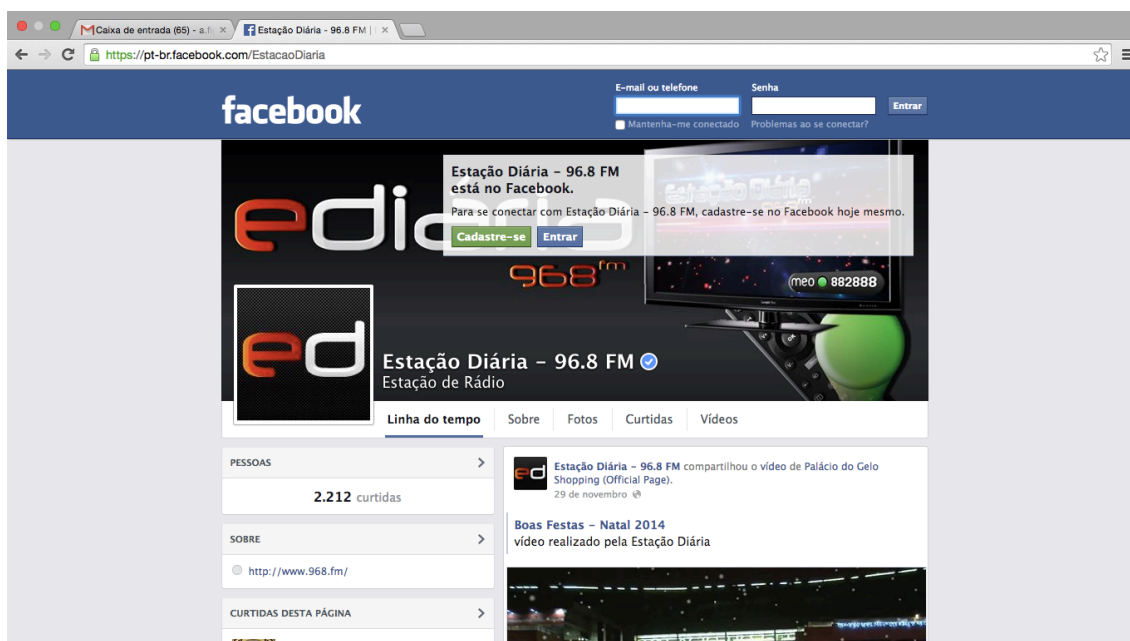 Caixa de entrada (65) - a.fi
Estação Diária - 96.8 FM |
https://pt-br.facebook.com/EstacaoDiaria
facebook
E-mail ou telefone
Senha
Entrar
Mantenha-me conectado
Problemas ao se conectar?
Estação Diária – 96.8 FM
está no Facebook.
Para se conectar com Estação Diária – 96.8 FM, cadastre-se no Facebook hoje mesmo.
Cadastre-se
Entrar
ediária
968 fm
Estação Diária
meo 882888
ed
Estação Diária – 96.8 FM
Estação de Rádio
Linha do tempo
Sobre
Fotos
Curtidas
Vídeos
PESSOAS
2.212 curtidas
SOBRE
http://www.968.fm/
CURTIDAS DESTA PÁGINA
ed
Estação Diária – 96.8 FM compartilhou o vídeo de Palácio do Gelo
Shopping (Official Page).
29 de novembro
Boas Festas – Natal 2014
vídeo realizado pela Estação Diária